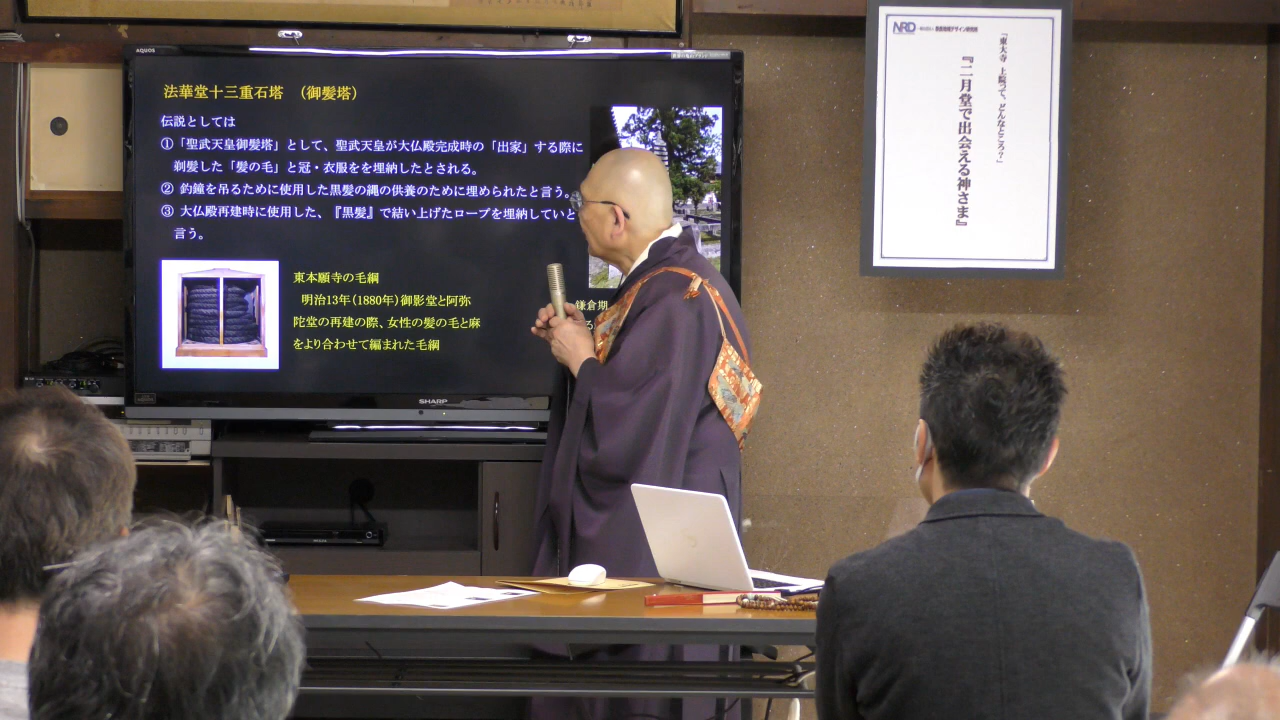 AQUOS
法華堂十三重石塔　（御髪塔）
伝説としては
①「聖武天皇御髪塔」として、聖武天皇が大仏殿完成時の「出家」する際に
剃髪した「髪の毛」と冠・衣服をを埋納したとされる。
② 釣鐘を吊るために使用した黒髪の縄の供養のために埋められたと言う。
③ 大仏殿再建時に使用した、『黒髪』で結い上げたロープを埋納していと
言う。
東本願寺の毛綱
明治13年（1880年）御影堂と阿弥
陀堂の再建の際、女性の髪の毛と麻
をより合わせて編まれた毛綱
鎌倉期
る
SHARP
NRD
「東大寺 上院って、どんなところ？」
『二月堂で出会える神さま』